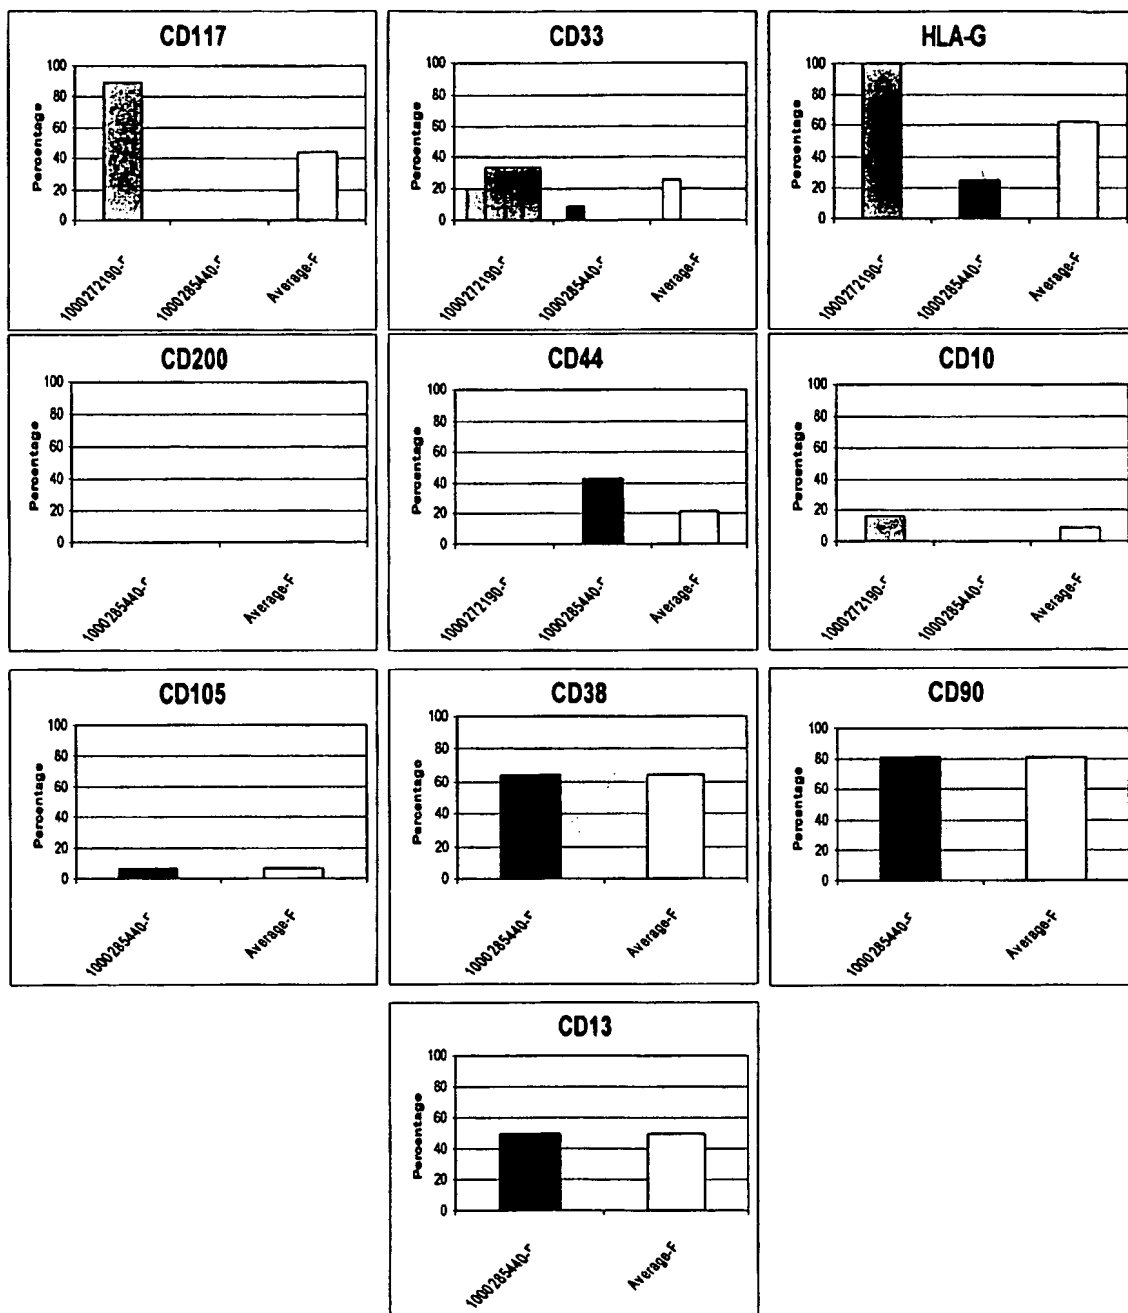 CD117
Percentage
100
80
60
40
20
0
1000272190-F
1000285440-F
Average-F
CD33
Percentage
100
80
60
40
20
0
1000272190-F
1000285440-F
Average-F
HLA-G
Percentage
100
80
60
40
20
0
1000272190-F
1000285440-F
Average-F
CD200
Percentage
100
80
60
40
20
0
1000285440-F
Average-F
CD44
Percentage
100
80
60
40
20
0
1000272190-F
1000285440-F
Average-F
CD10
Percentage
100
80
60
40
20
0
1000272190-F
1000285440-F
Average-F
CD105
Percentage
100
80
60
40
20
0
1000285440-F
Average-F
CD38
Percentage
100
80
60
40
20
0
1000285440-F
Average-F
CD90
Percentage
100
80
60
40
20
0
1000285440-F
Average-F
CD13
Percentage
100
80
60
40
20
0
1000285440-F
Average-F